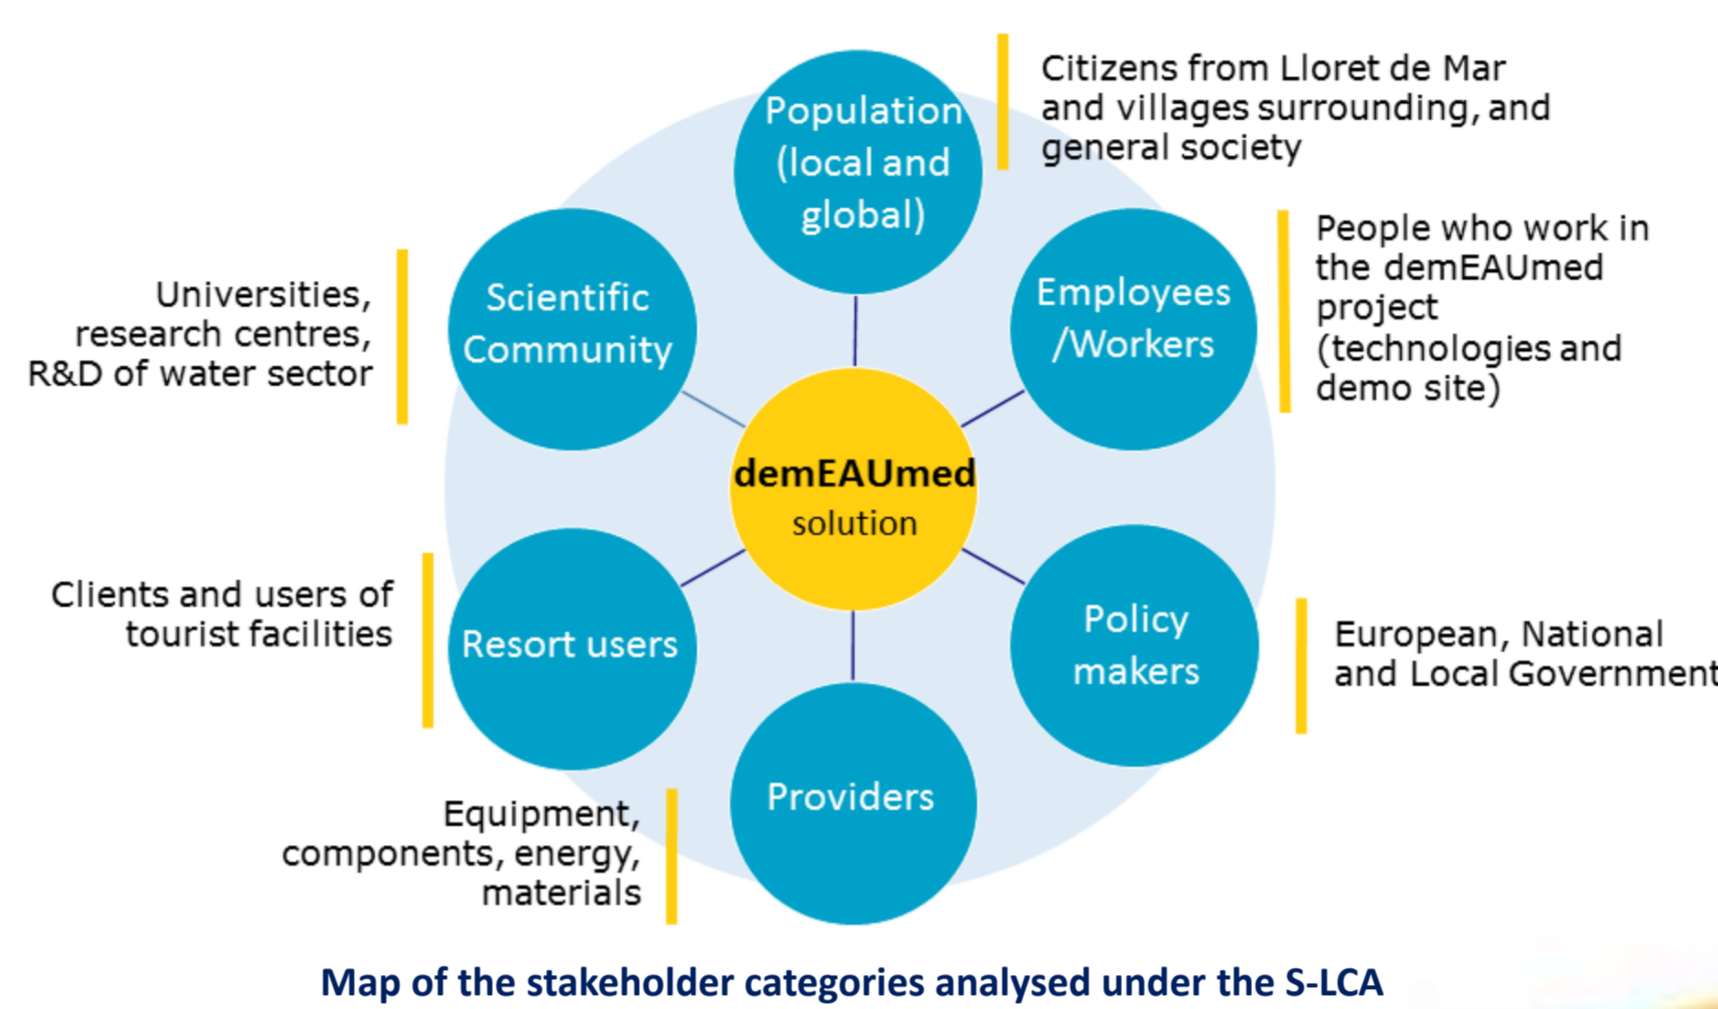 Population
(local and
global)
Citizens from Lloret de Mar
and villages surrounding, and
general society
Employees
/Workers
People who work in
the demEAUmed
project
(technologies and
demo site)
Policy
makers
European, National
and Local Government
Providers
Equipment,
components, energy,
materials
Resort users
Clients and users of
tourist facilities
Scientific
Community
Universities,
research centres,
R&D of water sector
demEAUmed
solution
Map of the stakeholder categories analysed under the S-LCA